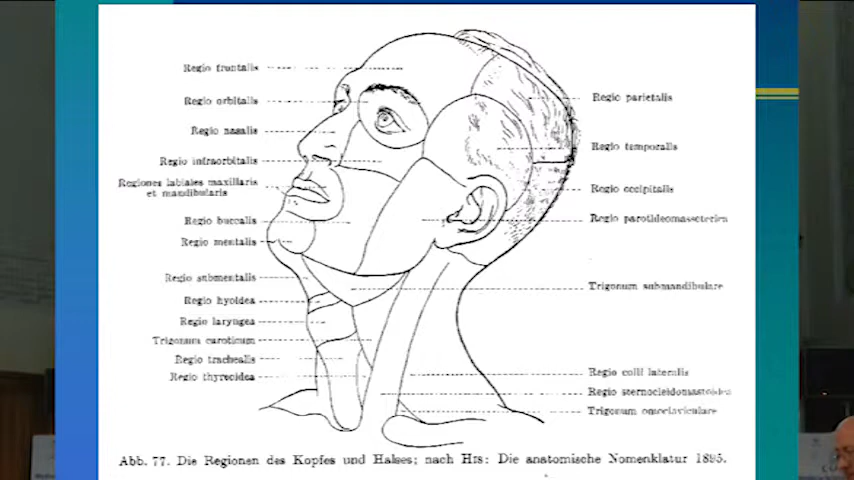 Regio frontalis
Regio orbitalis
Regio nasalis
Regio infraorbitalis
Regiones labiales maxillaris
et mandibularis
Regio buccalis
Regio mentalis
Regio submentalis
Regio hyoidea
Regio laryngea
Trigonum caroticum
Regio trachealis
Regio thyreoidea
Regio parietalis
Regio temporalis
Regio occipitalis
Regio parotideomasseterica
Trigonum submandibulare
Regio colli lateralis
Regio sternocleidomastoidea
Trigonum omoclaviculare
Abb. 77. Die Regionen des Kopfes und Halses; nach His: Die anatomische Nomenklatur 1895.